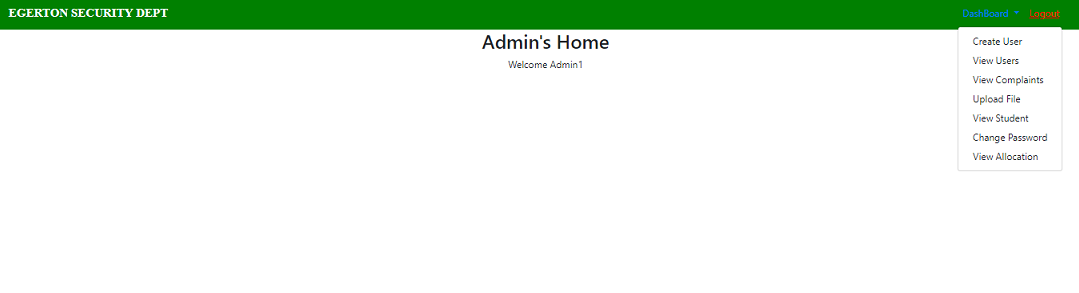 EGERTON SECURITY DEPT
DashBoard Logout
Admin's Home
Welcome Admin1
Create User
View Users
View Complaints
Upload File
View Student
Change Password
View Allocation